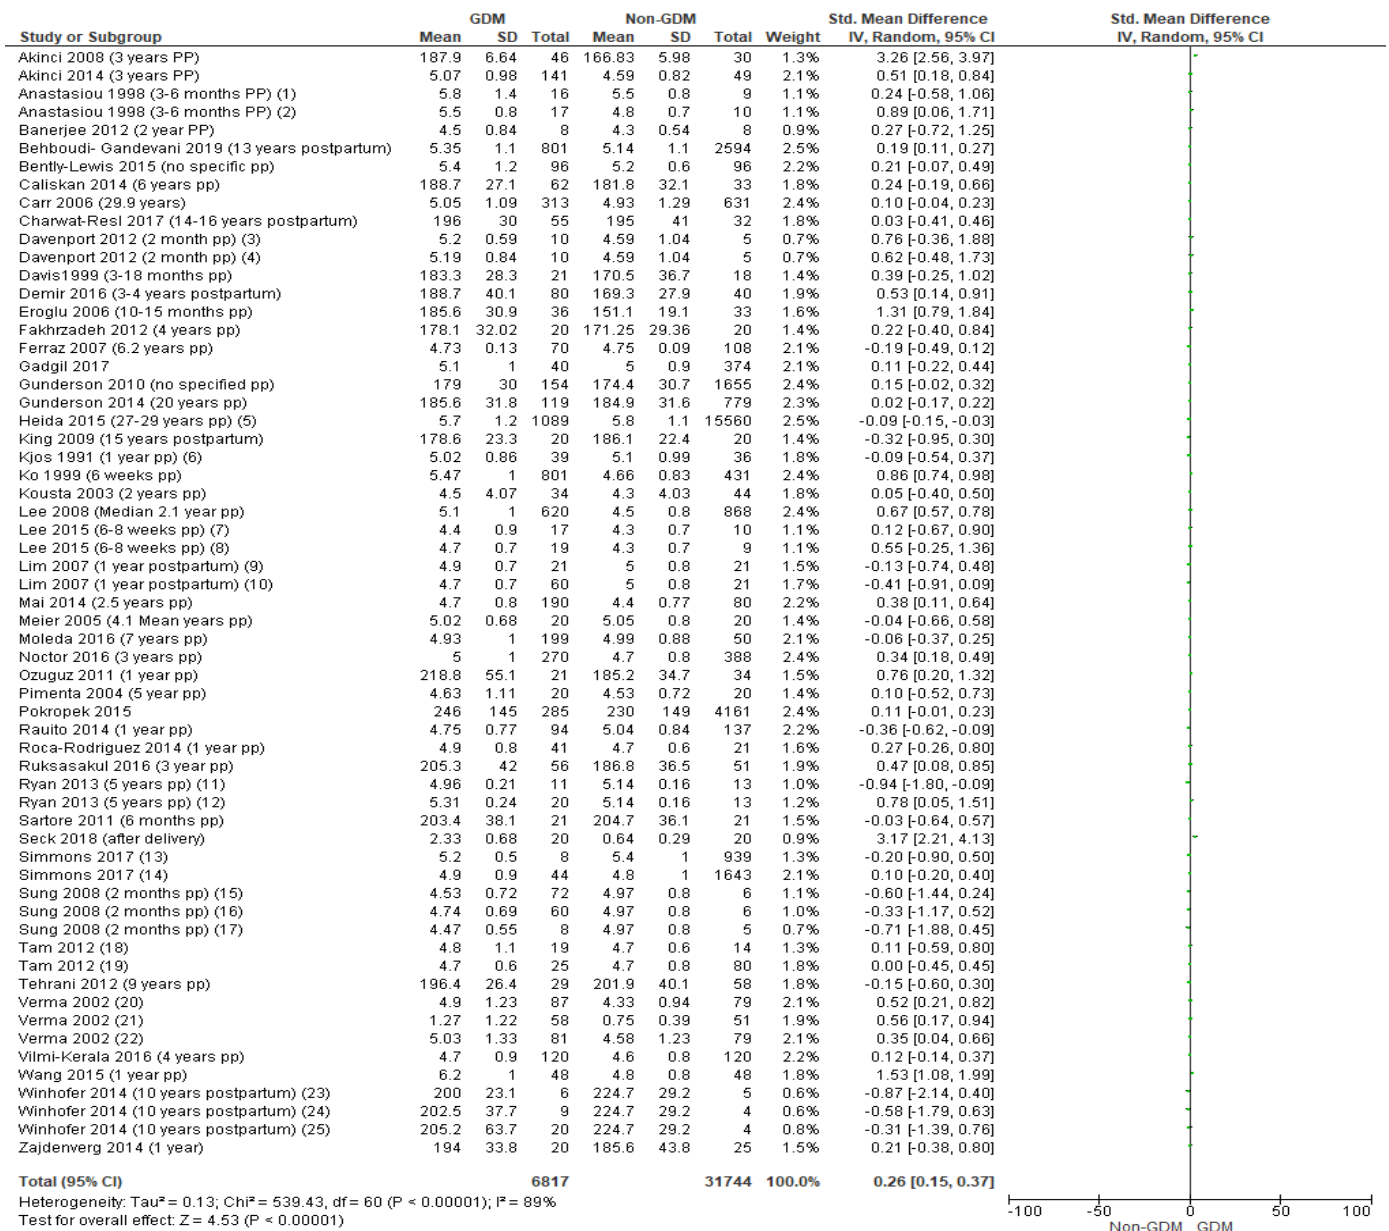 GDM Non-GDM Std. Mean Difference Std. Mean Difference
Study or Subgroup Mean SD Total Mean SD Total Weight IV, Random, 95% CI IV, Random, 95% CI
Akinci 2008 (3 years PP) 187.9 6.64 46 166.83 5.98 30 1.3% 3.26 [2.56, 3.97]
Akinci 2014 (3 years PP) 5.07 0.98 141 4.59 0.82 49 2.1% 0.51 [0.18, 0.84]
Anastasiou 1998 (3-6 months PP) (1) 5.8 1.4 16 5.5 0.8 9 1.1% 0.24 [-0.58, 1.06]
Anastasiou 1998 (3-6 months PP) (2) 5.5 0.8 17 4.8 0.7 10 1.1% 0.89 [0.06, 1.71]
Banerjee 2012 (2 year PP) 4.5 0.84 8 4.3 0.54 8 0.9% 0.27 [-0.72, 1.25]
Behboudi- Gandevani 2019 (13 years postpartum) 5.35 1.1 801 5.14 1.1 2594 2.5% 0.19 [0.11, 0.27]
Bently-Lewis 2015 (no specific pp) 5.4 1.2 96 5.2 0.6 96 2.2% 0.21 [-0.07, 0.49]
Caliskan 2014 (6 years pp) 188.7 27.1 62 181.8 32.1 33 1.8% 0.24 [-0.19, 0.66]
Carr 2006 (29.9 years) 5.05 1.09 313 4.93 1.29 631 2.4% 0.10 [-0.04, 0.23]
Charwat-Resl 2017 (14-16 years postpartum) 196 30 55 195 41 32 1.8% 0.03 [-0.41, 0.46]
Davenport 2012 (2 month pp) (3) 5.2 0.59 10 4.59 1.04 5 0.7% 0.76 [-0.36, 1.88]
Davenport 2012 (2 month pp) (4) 5.19 0.84 10 4.59 1.04 5 0.7% 0.62 [-0.48, 1.73]
Davis1999 (3-18 months pp) 183.3 28.3 21 170.5 36.7 18 1.4% 0.39 [-0.25, 1.02]
Demir 2016 (3-4 years postpartum) 188.7 40.1 80 169.3 27.9 40 1.9% 0.53 [0.14, 0.91]
Eroglu 2006 (10-15 months pp) 185.6 30.9 36 151.1 19.1 33 1.6% 1.31 [0.79, 1.84]
Fakhrzadeh 2012 (4 years pp) 178.1 32.02 20 171.25 29.36 20 1.4% 0.22 [-0.40, 0.84]
Ferraz 2007 (6.2 years pp) 4.73 0.13 70 4.75 0.09 108 2.1% -0.19 [-0.49, 0.12]
Gadgil 2017 5.1 1 40 5 0.9 374 2.1% 0.11 [-0.22, 0.44]
Gunderson 2010 (no specified pp) 179 30 154 174.4 30.7 1655 2.4% 0.15 [-0.02, 0.32]
Gunderson 2014 (20 years pp) 185.6 31.8 119 184.9 31.6 779 2.3% 0.02 [-0.17, 0.22]
Heida 2015 (27-29 years pp) (5) 5.7 1.2 1089 5.8 1.1 15560 2.5% -0.09 [-0.15, -0.03]
King 2009 (15 years postpartum) 178.6 23.3 20 186.1 22.4 20 1.4% -0.32 [-0.95, 0.30]
Kjos 1991 (1 year pp) (6) 5.02 0.86 39 5.1 0.99 36 1.7% -0.09 [-0.54, 0.37]
Ko 1999 (6 weeks pp) 5.47 1 801 4.66 0.83 431 2.4% 0.86 [0.74, 0.98]
Kousta 2003 (2 years pp) 4.5 4.07 34 4.3 4.03 44 1.8% 0.05 [-0.40, 0.50]
Lee 2008 (Median 2.1 year pp) 5.1 1 620 4.5 0.8 868 2.4% 0.67 [0.57, 0.78]
Lee 2015 (6-8 weeks pp) (7) 4.4 0.9 17 4.3 0.7 10 1.1% 0.12 [-0.67, 0.90]
Lee 2015 (6-8 weeks pp) (8) 4.7 0.7 19 4.3 0.7 9 1.1% 0.55 [-0.25, 1.36]
Lim 2007 (1 year postpartum) (9) 4.9 0.7 21 5 0.8 21 1.5% -0.13 [-0.74, 0.48]
Lim 2007 (1 year postpartum) (10) 4.7 0.7 60 5 0.8 21 1.7% -0.41 [-0.91, 0.09]
Mai 2014 (2.5 years pp) 4.7 0.8 190 4.4 0.77 80 2.2% 0.38 [0.11, 0.64]
Meier 2005 (4.1 Mean years pp) 5.02 0.68 20 5.05 0.8 20 1.4% -0.04 [-0.66, 0.58]
Moleda 2016 (7 years pp) 4.93 1 199 4.99 0.88 50 2.1% -0.06 [-0.37, 0.25]
Noctor 2016 (3 years pp) 5 1 270 4.7 0.8 388 2.4% 0.34 [0.18, 0.49]
Ozuguz 2011 (1 year pp) 218.8 55.1 21 185.2 34.7 34 1.5% 0.76 [0.20, 1.32]
Pimenta 2004 (5 year pp) 4.63 1.11 20 4.53 0.72 20 1.4% 0.10 [-0.52, 0.73]
Pokropek 2015 246 145 285 230 149 4161 2.4% 0.11 [-0.01, 0.23]
Rauito 2014 (1 year pp) 4.75 0.77 94 5.04 0.84 137 2.2% -0.36 [-0.62, -0.09]
Roca-Rodriguez 2014 (1 year pp) 4.9 0.8 41 4.7 0.6 21 1.6% 0.27 [-0.26, 0.80]
Ruksasakul 2016 (3 year pp) 205.3 42 56 186.8 36.5 51 1.9% 0.47 [0.08, 0.85]
Ryan 2013 (5 years pp) (11) 4.96 0.21 11 5.14 0.16 13 1.0% -0.94 [-1.80, -0.09]
Ryan 2013 (5 years pp) (12) 5.31 0.24 20 5.14 0.16 13 1.2% 0.78 [0.05, 1.51]
Sartore 2011 (6 months pp) 203.4 38.1 21 204.7 36.1 21 1.5% -0.03 [-0.64, 0.57]
Seck 2018 (after delivery) 2.33 0.68 20 0.64 0.29 20 0.9% 3.17 [2.21, 4.13]
Simmons 2017 (13) 5.2 0.5 8 5.4 1 939 1.3% -0.20 [-0.90, 0.50]
Simmons 2017 (14) 4.9 0.9 44 4.8 1 1643 2.1% 0.10 [-0.20, 0.40]
Sung 2008 (2 months pp) (15) 4.53 0.72 72 4.97 0.8 6 1.1% -0.60 [-1.44, 0.24]
Sung 2008 (2 months pp) (16) 4.74 0.69 60 4.97 0.8 6 1.0% -0.33 [-1.17, 0.52]
Sung 2008 (2 months pp) (17) 4.47 0.55 8 4.97 0.8 5 0.7% -0.71 [-1.88, 0.45]
Tam 2012 (18) 4.8 1.1 19 4.7 0.6 14 1.3% 0.11 [-0.59, 0.80]
Tam 2012 (19) 4.7 0.6 25 4.7 0.8 80 1.8% 0.00 [-0.45, 0.45]
Tehrani 2012 (9 years pp) 196.4 26.4 29 201.9 40.1 58 1.8% -0.15 [-0.60, 0.30]
Verma 2002 (20) 4.9 1.23 87 4.33 0.94 79 2.1% 0.52 [0.21, 0.82]
Verma 2002 (21) 1.27 1.22 58 0.75 0.39 51 1.9% 0.56 [0.17, 0.94]
Verma 2002 (22) 5.03 1.33 81 4.58 1.23 79 2.1% 0.35 [0.04, 0.66]
Vilmi-Kerala 2016 (4 years pp) 4.7 0.9 120 4.6 0.8 120 2.2% 0.12 [-0.14, 0.37]
Wang 2015 (1 year pp) 6.2 1 48 4.8 0.8 48 1.8% 1.53 [1.08, 1.99]
Winhofer 2014 (10 years postpartum) (23) 200 23.1 6 224.7 29.2 5 0.6% -0.87 [-2.14, 0.40]
Winhofer 2014 (10 years postpartum) (24) 202.5 37.7 9 224.7 29.2 4 0.6% -0.58 [-1.79, 0.63]
Winhofer 2014 (10 years postpartum) (25) 205.2 63.7 20 224.7 29.2 4 0.8% -0.31 [-1.39, 0.76]
Zajdenverg 2014 (1 year) 194 33.8 20 185.6 43.8 25 1.5% 0.21 [-0.38, 0.80]
Total (95% CI) 6817 31744 100.0% 0.26 [0.15, 0.37]
Heterogeneity: Tau² = 0.13; Chi² = 539.43, df = 60 (P < 0.00001); I² = 89%
Test for overall effect: Z = 4.53 (P < 0.00001)
-100 -50 0 50 100
Non-GDM GDM